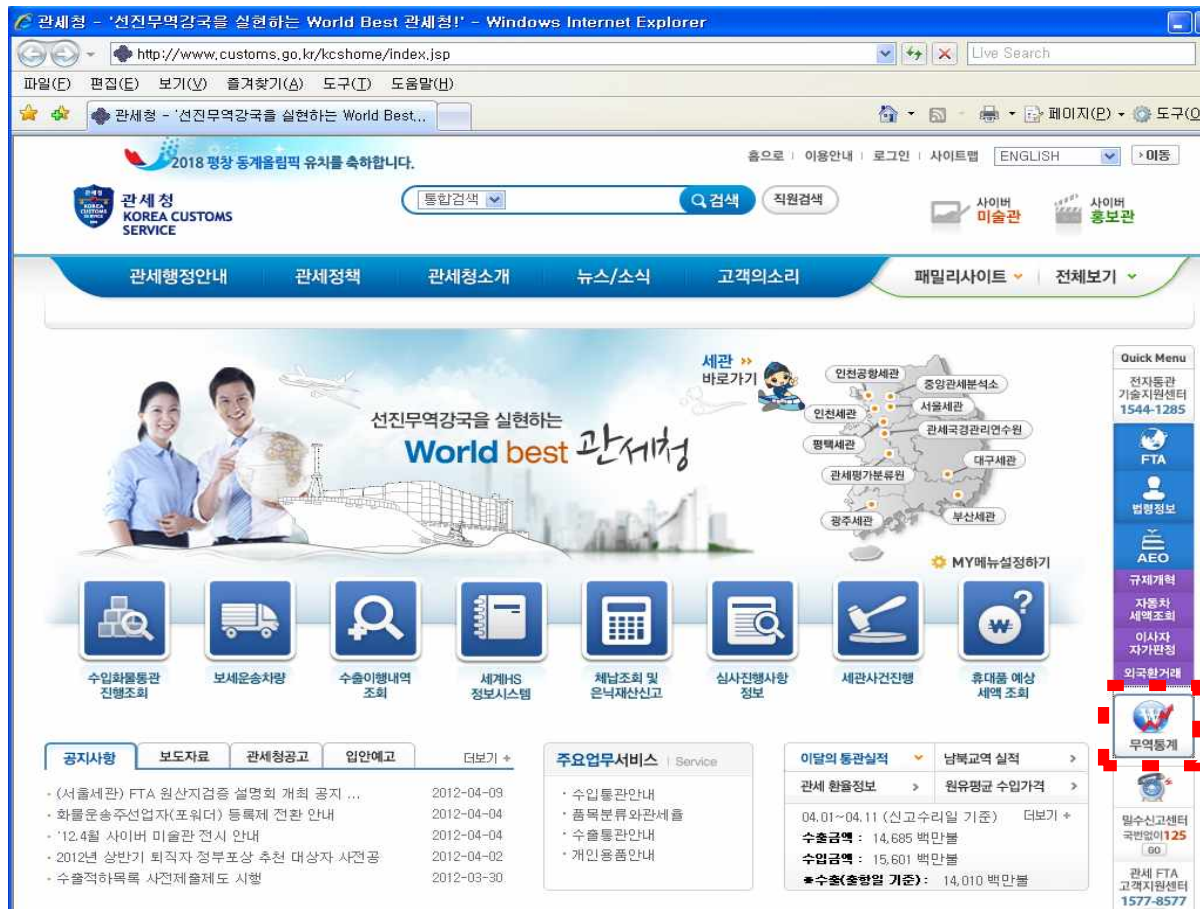 관세청 - '선진무역강국을 실현하는 World Best 관세청!' - Windows Internet Explorer
http://www.customs.go.kr/kcshome/index.jsp
Live Search
파일(F) 편집(E) 보기(V) 즐겨찾기(A) 도구(T) 도움말(H)
관세청 - '선진무역강국을 실현하는 World Best...
페이지(P) 도구(O
2018 평창 동계올림픽 유치를 축하합니다.
홈으로 이용안내 로그인 사이트맵 ENGLISH 이동
관세청
KOREA CUSTOMS
SERVICE
통합검색 검색 직원검색
사이버
미술관
사이버
홍보관
관세행정안내 관세정책 관세청소개 뉴스/소식 고객의소리 패밀리사이트 전체보기
선진무역강국을 실현하는
World best 관세청
세관
바로가기
인천공항세관
중앙관세분석소
인천세관
서울세관
관세국경관리연수원
평택세관
대구세관
관세평가분류원
광주세관
부산세관
MY메뉴설정하기
Quick Menu
전자통관
기술지원센터
1544-1285
FTA
법령정보
AEO
규제개혁
자동차
세액조회
이사자
자가판정
외국환거래
무역통계
밀수신고센터
국번없이125
GO
관세 FTA
고객지원센터
1577-8577
수입화물통관
진행조회
보세운송차량
수출이행내역
조회
세계HS
정보시스템
체납조회 및
은닉재산신고
심사진행사항
정보
세관사건진행
휴대품 예상
세액 조회
공지사항 보도자료 관세청공고 입안예고 더보기 +
· (서울세관) FTA 원산지검증 설명회 개최 공지 ... 2012-04-09
· 화물운송주선업자(포워더) 등록제 전환 안내 2012-04-04
· '12.4월 사이버 미술관 전시 안내 2012-04-04
· 2012년 상반기 퇴직자 정부포상 추천 대상자 사전공 2012-04-02
· 수출적하목록 사전제출제도 시행 2012-03-30
주요업무서비스 Service
· 수입통관안내
· 품목분류와관세율
· 수출통관안내
· 개인용품안내
이달의 통관실적 남북교역 실적 >
관세 환율정보 > 원유평균 수입가격 >
04.01~04.11 (신고수리일 기준) 더보기 +
수출금액 : 14,685 백만불
수입금액 : 15,601 백만불
*수출(출항일 기준) : 14,010 백만불